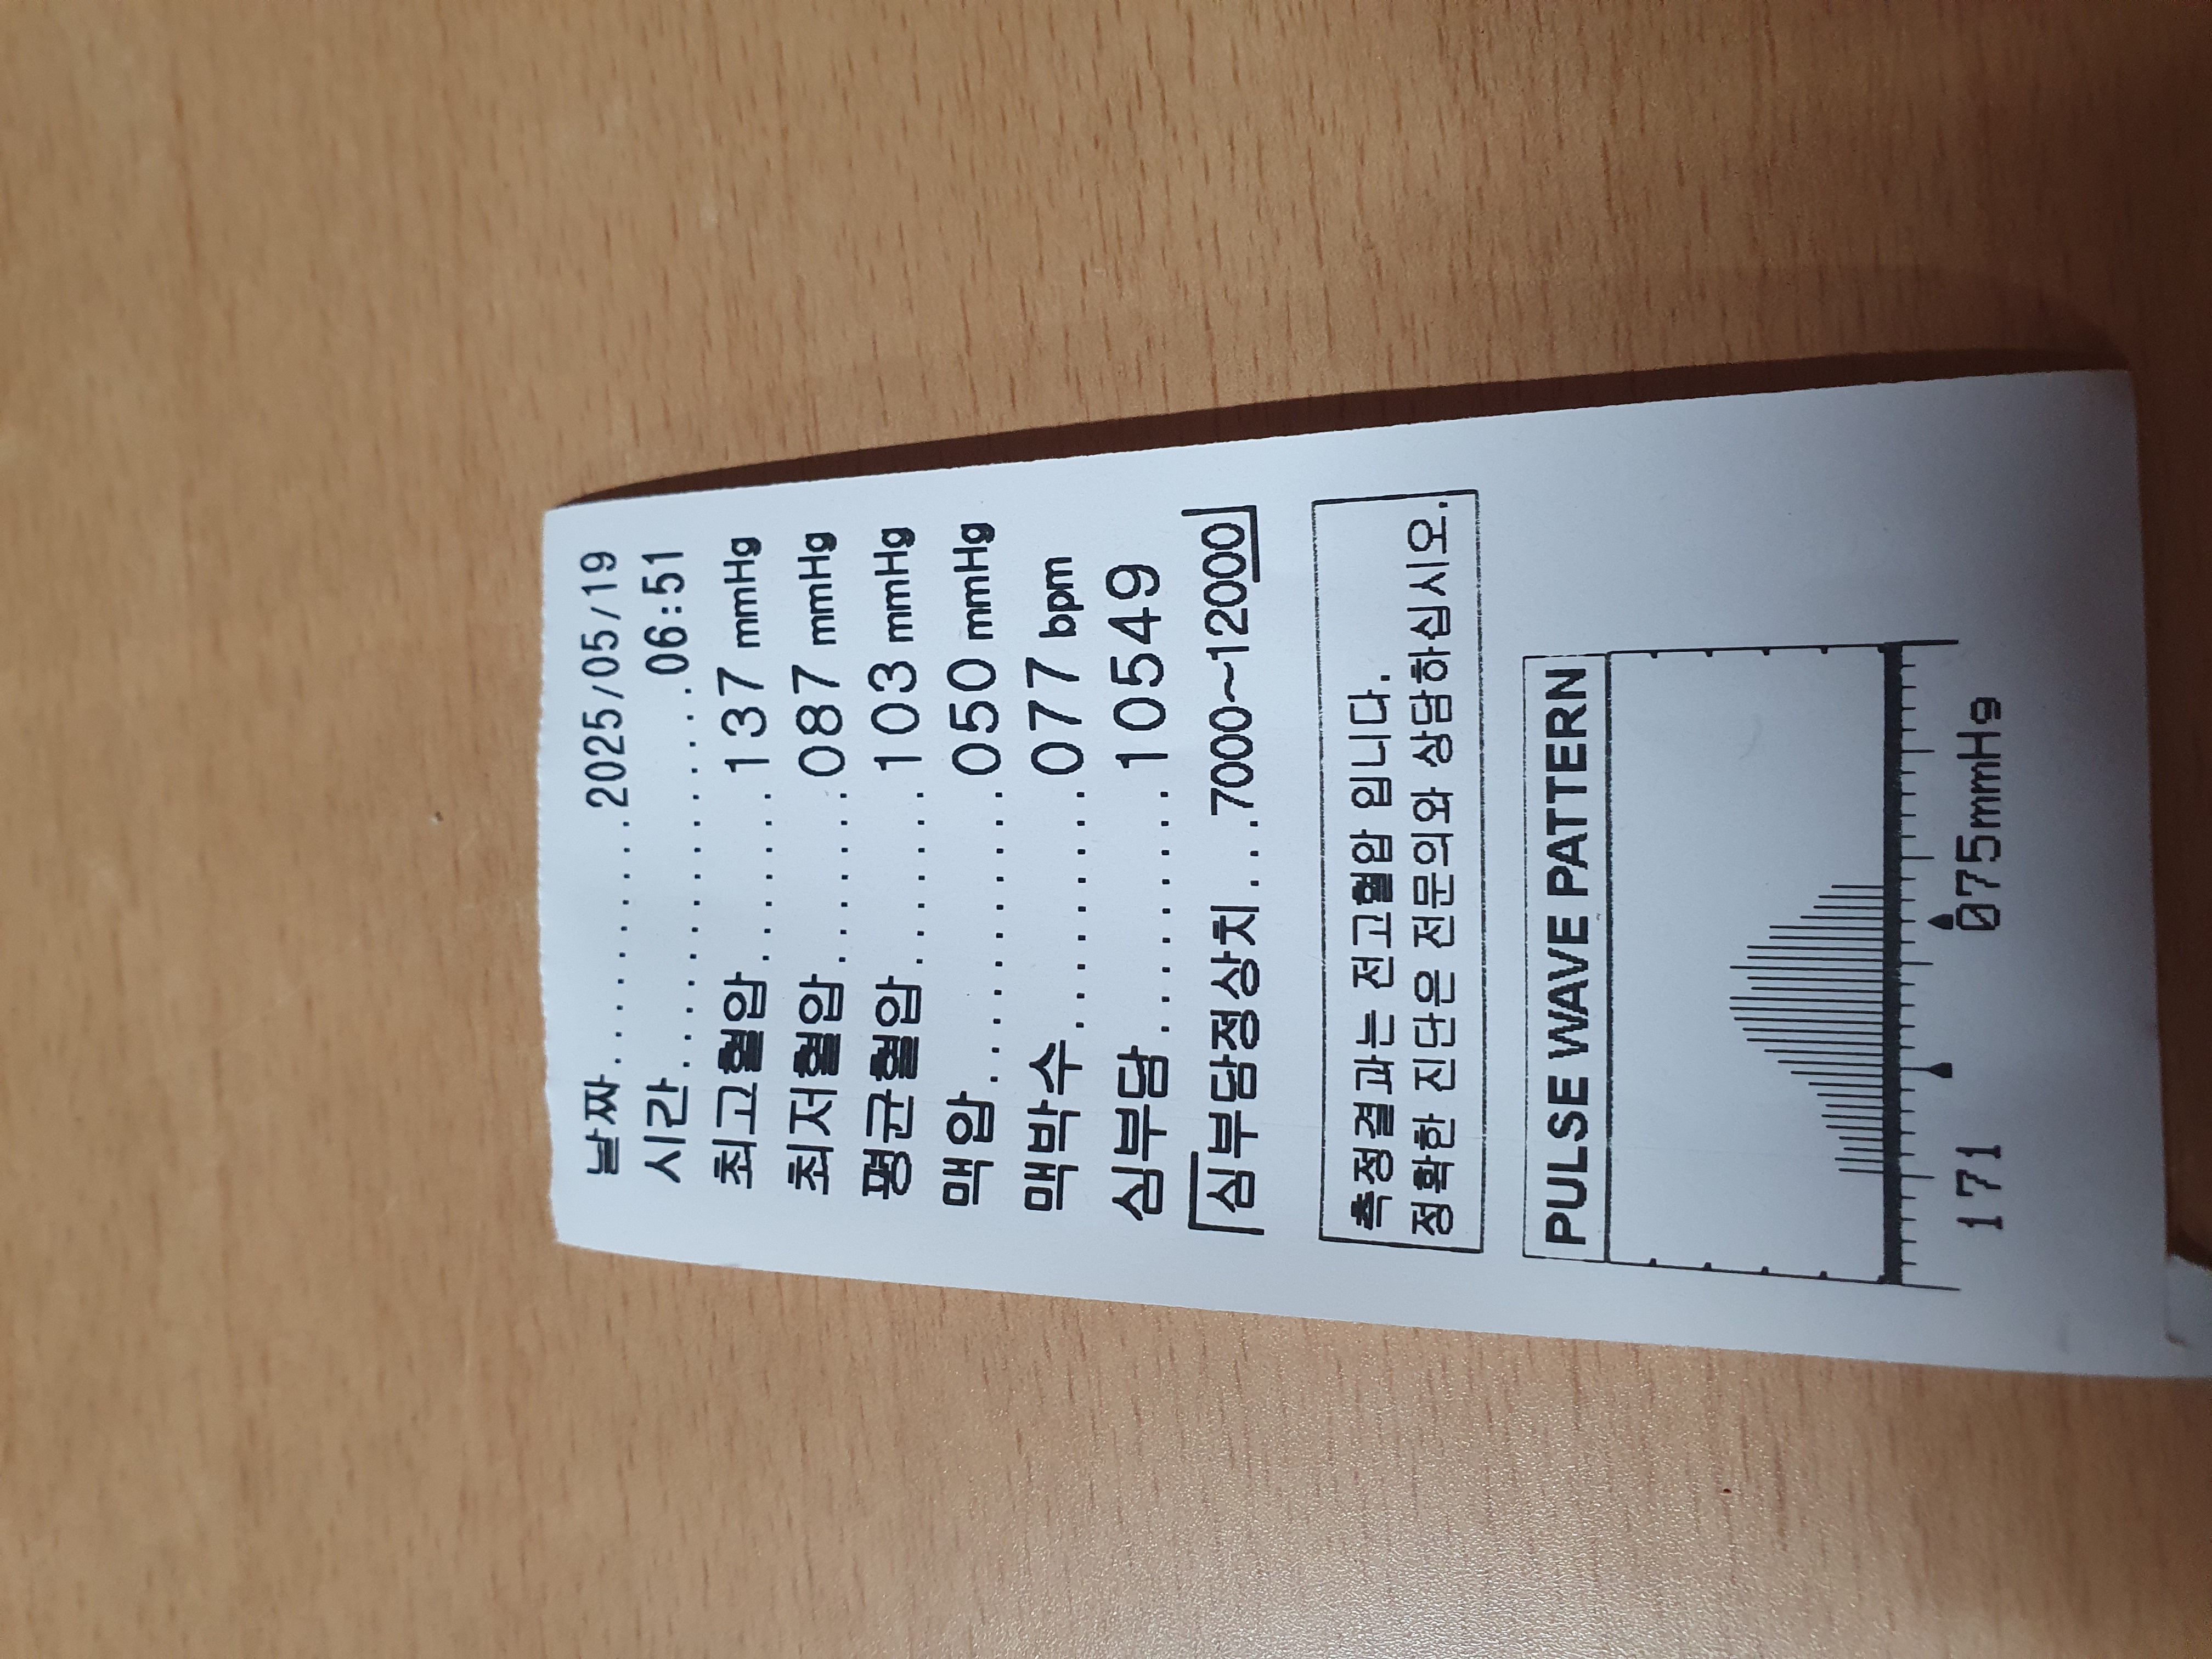 날짜...............2025/05/19
시간....................06:51
최고혈압......... 137 mmHg
최저혈압......... 087 mmHg
평균혈압......... 103 mmHg
맥압............... 050 mmHg
맥박수............ 077 bpm
심부담............ 10549
심부담정상치...7000~12000
측정결과는 전고혈압 입니다.
정확한 진단은 전문의와 상담하십시오.
PULSE WAVE PATTERN
171 075mmHg